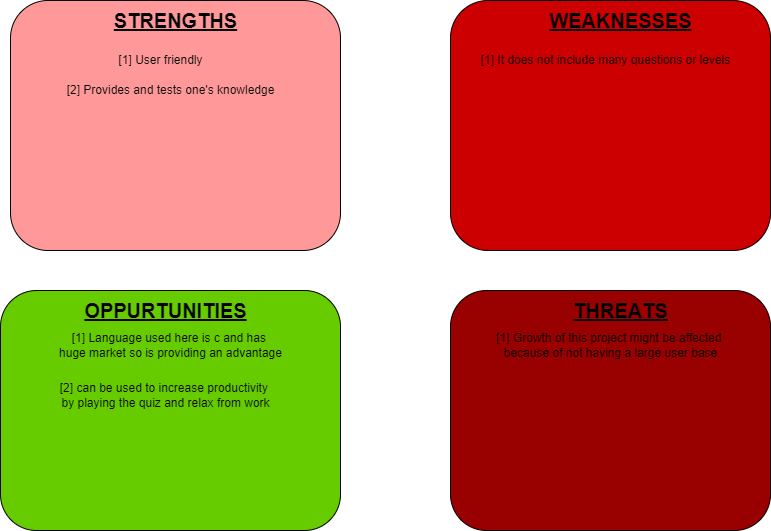 STRENGTHS
[1] User friendly
[2] Provides and tests one's knowledge
WEAKNESSES
[1] It does not include many questions or levels
OPPURTUNITIES
[1] Language used here is c and has
huge market so is providing an advantage
[2] can be used to increase productivity
by playing the quiz and relax from work
THREATS
[1] Growth of this project might be affected
because of not having a large user base